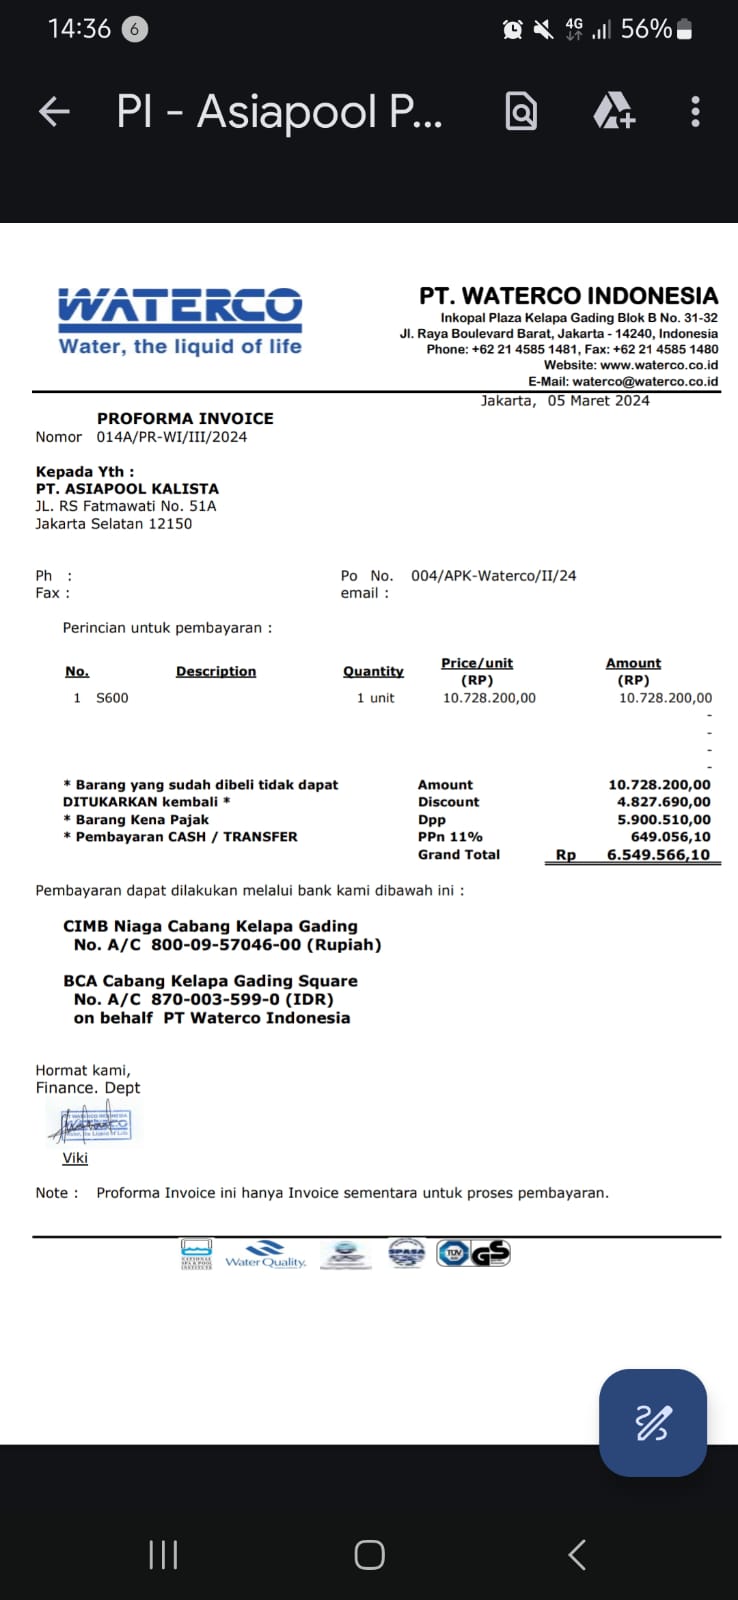 14:36 6 4G 56%
PI - Asiapool P...
WATERCO
Water, the liquid of life
PT. WATERCO INDONESIA
Inkopal Plaza Kelapa Gading Blok B No. 31-32
Jl. Raya Boulevard Barat, Jakarta - 14240, Indonesia
Phone: +62 21 4585 1481, Fax: +62 21 4585 1480
Website: www.waterco.co.id
E-Mail: waterco@waterco.co.id
Jakarta, 05 Maret 2024
PROFORMA INVOICE
Nomor 014A/PR-WI/III/2024
Kepada Yth :
PT. ASIAPOOL KALISTA
JL. RS Fatmawati No. 51A
Jakarta Selatan 12150
Ph : Po No. 004/APK-Waterco/II/24
Fax : email :
Perincian untuk pembayaran :
No. Description Quantity Price/unit (RP) Amount (RP)
1 S600 1 unit 10.728.200,00 10.728.200,00
-
-
-
-
* Barang yang sudah dibeli tidak dapat Amount 10.728.200,00
DITUKARKAN kembali * Discount 4.827.690,00
* Barang Kena Pajak Dpp 5.900.510,00
* Pembayaran CASH / TRANSFER PPn 11% 649.056,10
Grand Total Rp 6.549.566,10
Pembayaran dapat dilakukan melalui bank kami dibawah ini :
CIMB Niaga Cabang Kelapa Gading
No. A/C 800-09-57046-00 (Rupiah)
BCA Cabang Kelapa Gading Square
No. A/C 870-003-599-0 (IDR)
on behalf PT Waterco Indonesia
Hormat kami,
Finance. Dept
Viki
Note : Proforma Invoice ini hanya Invoice sementara untuk proses pembayaran.
NATIONAL
SPA & POOL
INSTITUTE
Water Quality.
SPASA
TUV
GS